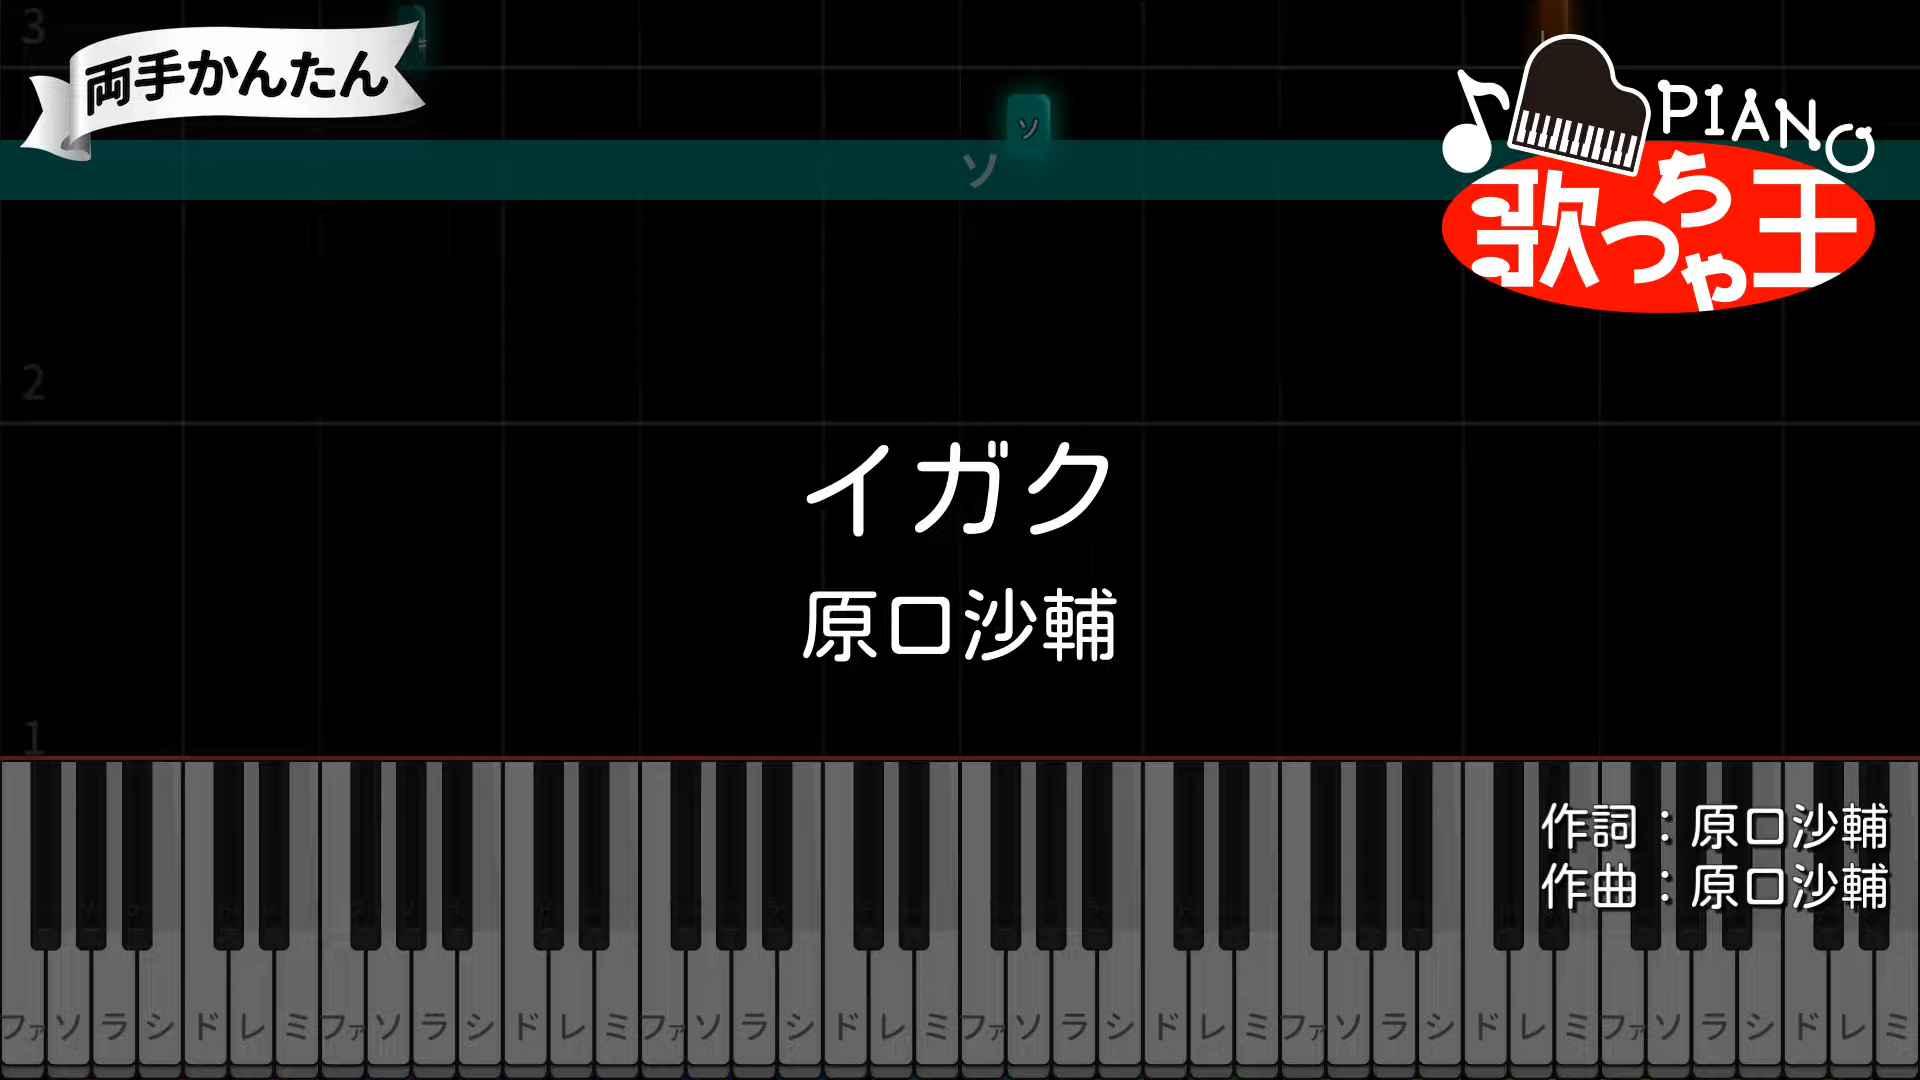 3
両手かんたん
PIANO
歌っちゃ王
ソ
ソ
2
イガク
原口沙輔
1
作詞：原口沙輔
作曲：原口沙輔
ファ ソ ラ シ ド レ ミ ファ ソ ラ シ ド レ ミ ファ ソ ラ シ ド レ ミ ファ ソ ラ シ ド レ ミ ファ ソ ラ シ ド レ ミ ファ ソ ラ シ ド レ ミ